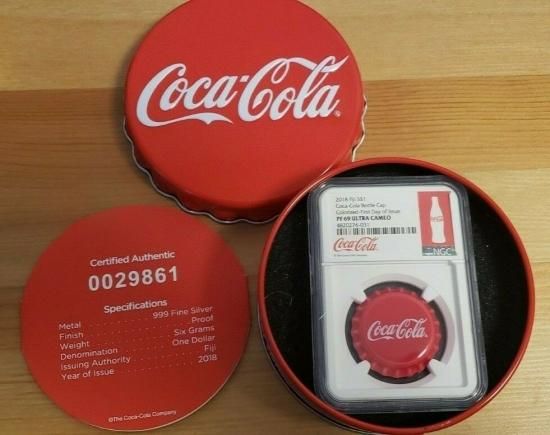 Coca-Cola®
Certified Authentic
0029861
Specifications
Metal . . . . . . . . . . 999 Fine Silver
Finish . . . . . . . . . . Proof
Weight . . . . . . . . . . Six Grams
Denomination . . . . . . . . . . One Dollar
Issuing Authority . . . . . . . . . . Fiji
Year of Issue . . . . . . . . . . 2018
©The Coca-Cola Company
2018 Fiji S$1
Coca-Cola Bottle Cap
Colorized-First Day of Issue
PF 69 ULTRA CAMEO
4620276-031
Coca-Cola
NGC
Coca-Cola